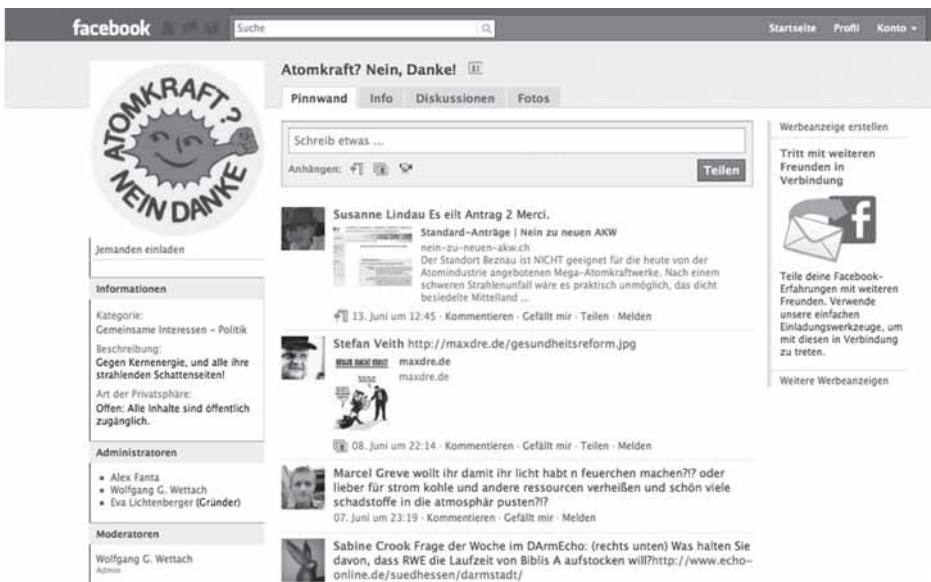 facebook
Suche
Startseite Profil Konto
Atomkraft? Nein, Danke!
Pinnwand Info Diskussionen Fotos
ATOMKRAFT?
NEIN DANKE
Jemanden einladen
Informationen
Kategorie:
Gemeinsame Interessen – Politik
Beschreibung:
Gegen Kernenergie, und alle ihre
strahlenden Schattenseiten!
Art der Privatsphäre:
Offen: Alle Inhalte sind öffentlich
zugänglich.
Administratoren
• Alex Fanta
• Wolfgang G. Wettach
• Eva Lichtenberger (Gründer)
Moderatoren
Wolfgang G. Wettach
Admin
Schreib etwas ...
Anhängen:
Teilen
Susanne Lindau Es eilt Antrag 2 Merci.
Standard-Anträge | Nein zu neuen AKW
nein-zu-neuen-akw.ch
Der Standort Beznau ist NICHT geeignet für die heute von der
Atomindustrie angebotenen Mega-Atomkraftwerke. Nach einem
schweren Strahlenunfall wäre es praktisch unmöglich, das dicht
besiedelte Mittelland ...
13. Juni um 12:45 · Kommentieren · Gefällt mir · Teilen · Melden
Stefan Veith http://maxdre.de/gesundheitsreform.jpg
maxdre.de
maxdre.de
08. Juni um 22:14 · Kommentieren · Gefällt mir · Teilen · Melden
Marcel Greve wollt ihr damit ihr licht habt n feuerchen machen?!? oder
lieber für strom kohle und andere ressourcen verheißen und schön viele
schadstoffe in die atmosphär pusten?!?
07. Juni um 23:19 · Kommentieren · Gefällt mir · Melden
Sabine Crook Frage der Woche im DArmEcho: (rechts unten) Was halten Sie
davon, dass RWE die Laufzeit von Biblis A aufstocken will?http://www.echo-
online.de/suedhessen/darmstadt/
Werbeanzeige erstellen
Tritt mit weiteren
Freunden in
Verbindung
Teile deine Facebook-
Erfahrungen mit weiteren
Freunden. Verwende
unsere einfachen
Einladungswerkzeuge, um
mit diesen in Verbindung
zu treten.
Weitere Werbeanzeigen